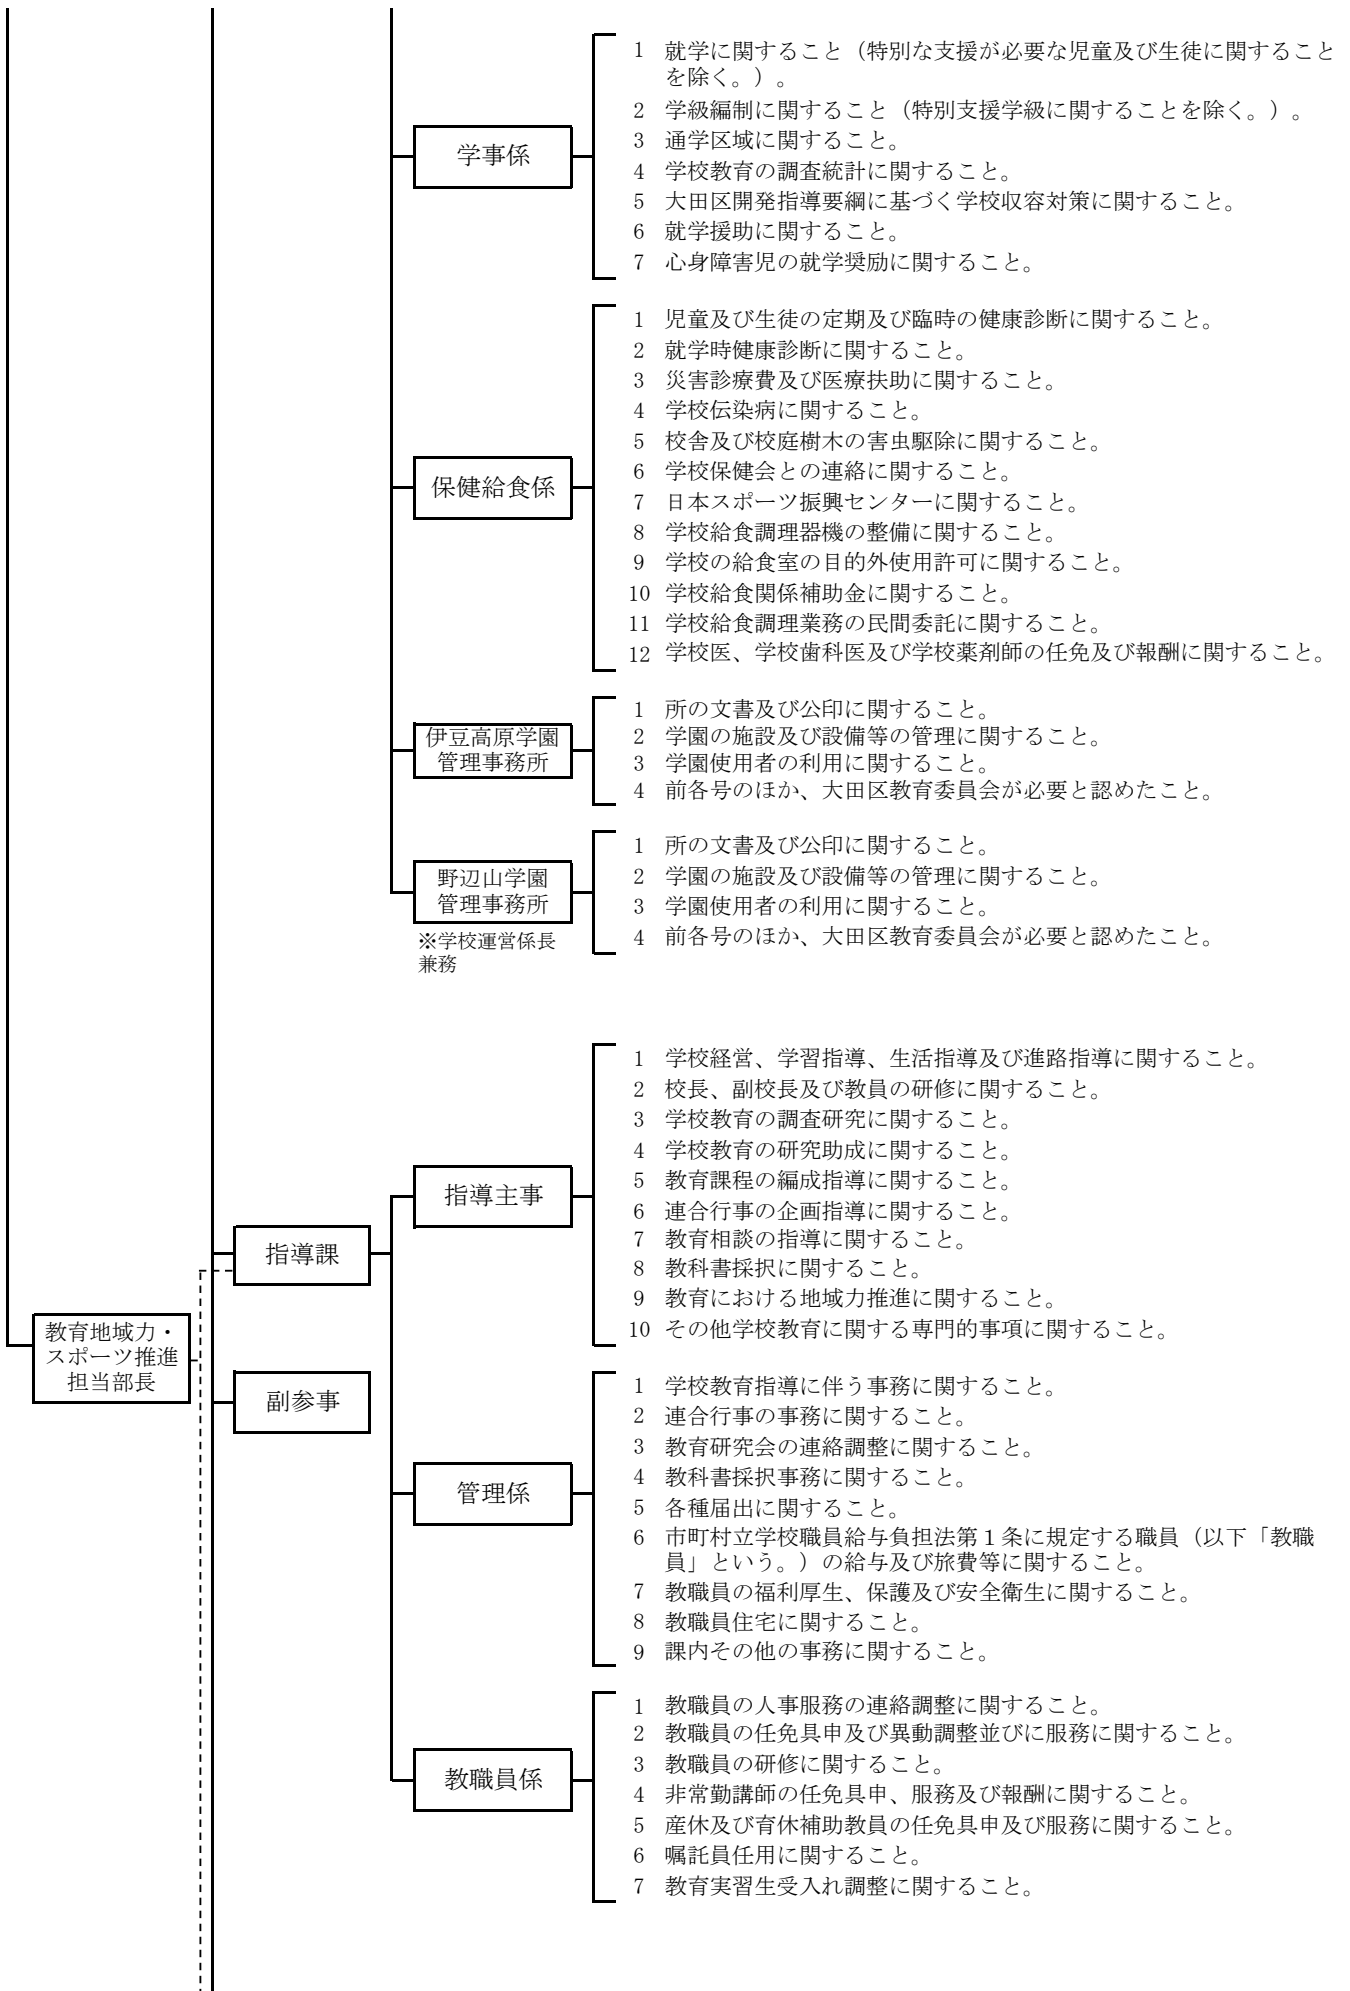 学事係
1 就学に関すること（特別な支援が必要な児童及び生徒に関すること
を除く。）。
2 学級編制に関すること（特別支援学級に関することを除く。）。
3 通学区域に関すること。
4 学校教育の調査統計に関すること。
5 大田区開発指導要綱に基づく学校収容対策に関すること。
6 就学援助に関すること。
7 心身障害児の就学奨励に関すること。
保健給食係
1 児童及び生徒の定期及び臨時の健康診断に関すること。
2 就学時健康診断に関すること。
3 災害診療費及び医療扶助に関すること。
4 学校伝染病に関すること。
5 校舎及び校庭樹木の害虫駆除に関すること。
6 学校保健会との連絡に関すること。
7 日本スポーツ振興センターに関すること。
8 学校給食調理器機の整備に関すること。
9 学校の給食室の目的外使用許可に関すること。
10 学校給食関係補助金に関すること。
11 学校給食調理業務の民間委託に関すること。
12 学校医、学校歯科医及び学校薬剤師の任免及び報酬に関すること。
伊豆高原学園
管理事務所
1 所の文書及び公印に関すること。
2 学園の施設及び設備等の管理に関すること。
3 学園使用者の利用に関すること。
4 前各号のほか、大田区教育委員会が必要と認めたこと。
野辺山学園
管理事務所
※学校運営係長
兼務
1 所の文書及び公印に関すること。
2 学園の施設及び設備等の管理に関すること。
3 学園使用者の利用に関すること。
4 前各号のほか、大田区教育委員会が必要と認めたこと。
教育地域力・
スポーツ推進
担当部長
指導課
副参事
指導主事
1 学校経営、学習指導、生活指導及び進路指導に関すること。
2 校長、副校長及び教員の研修に関すること。
3 学校教育の調査研究に関すること。
4 学校教育の研究助成に関すること。
5 教育課程の編成指導に関すること。
6 連合行事の企画指導に関すること。
7 教育相談の指導に関すること。
8 教科書採択に関すること。
9 教育における地域力推進に関すること。
10 その他学校教育に関する専門的事項に関すること。
管理係
1 学校教育指導に伴う事務に関すること。
2 連合行事の事務に関すること。
3 教育研究会の連絡調整に関すること。
4 教科書採択事務に関すること。
5 各種届出に関すること。
6 市町村立学校職員給与負担法第１条に規定する職員（以下「教職
員」という。）の給与及び旅費等に関すること。
7 教職員の福利厚生、保護及び安全衛生に関すること。
8 教職員住宅に関すること。
9 課内その他の事務に関すること。
教職員係
1 教職員の人事服務の連絡調整に関すること。
2 教職員の任免具申及び異動調整並びに服務に関すること。
3 教職員の研修に関すること。
4 非常勤講師の任免具申、服務及び報酬に関すること。
5 産休及び育休補助教員の任免具申及び服務に関すること。
6 嘱託員任用に関すること。
7 教育実習生受入れ調整に関すること。